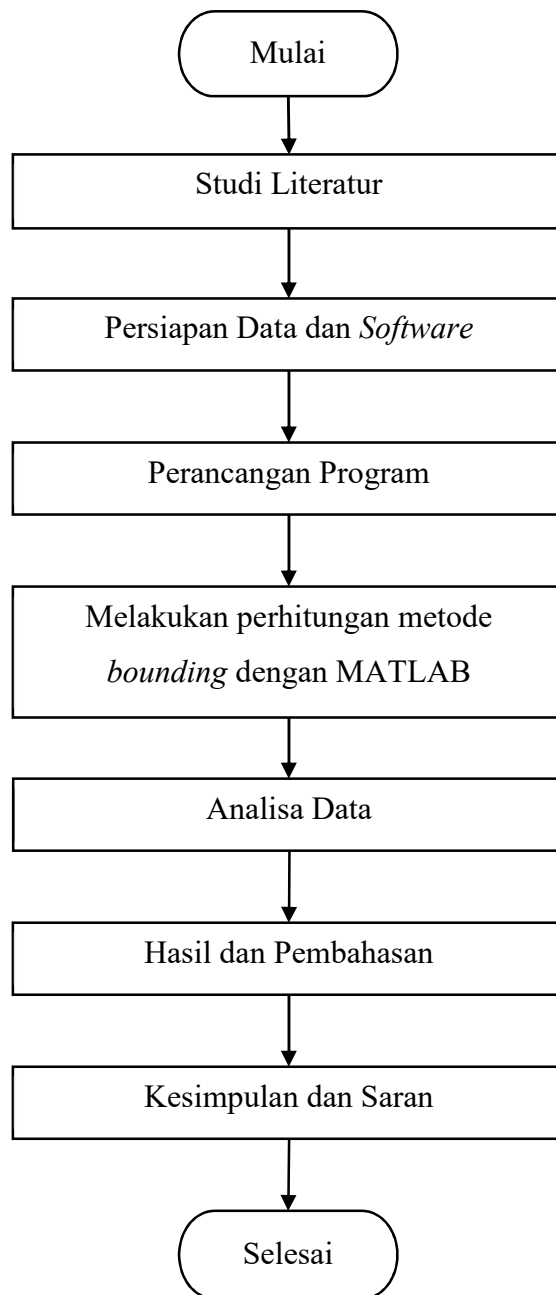 Mulai
Studi Literatur
Persiapan Data dan Software
Perancangan Program
Melakukan perhitungan metode
bounding dengan MATLAB
Analisa Data
Hasil dan Pembahasan
Kesimpulan dan Saran
Selesai